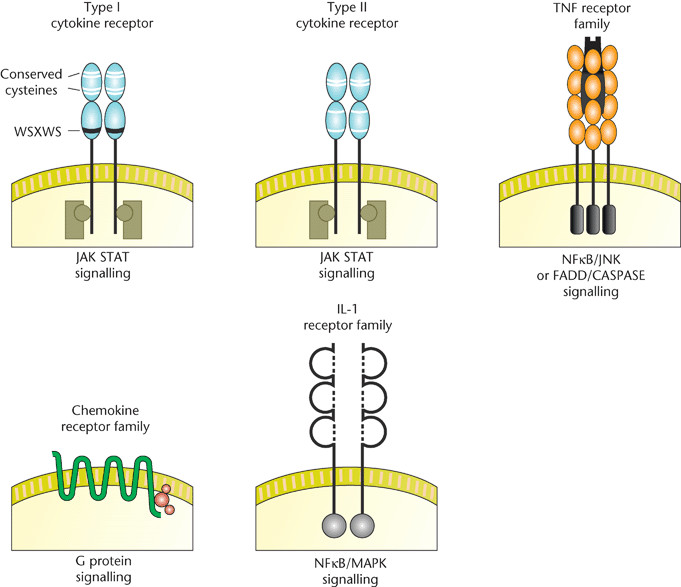 Type I
cytokine receptor
Conserved
cysteines
WSXWS
JAK STAT
signalling
Type II
cytokine receptor
JAK STAT
signalling
TNF receptor
family
NFκB/JNK
or FADD/CASPASE
signalling
Chemokine
receptor family
G protein
signalling
IL-1
receptor family
NFκB/MAPK
signalling